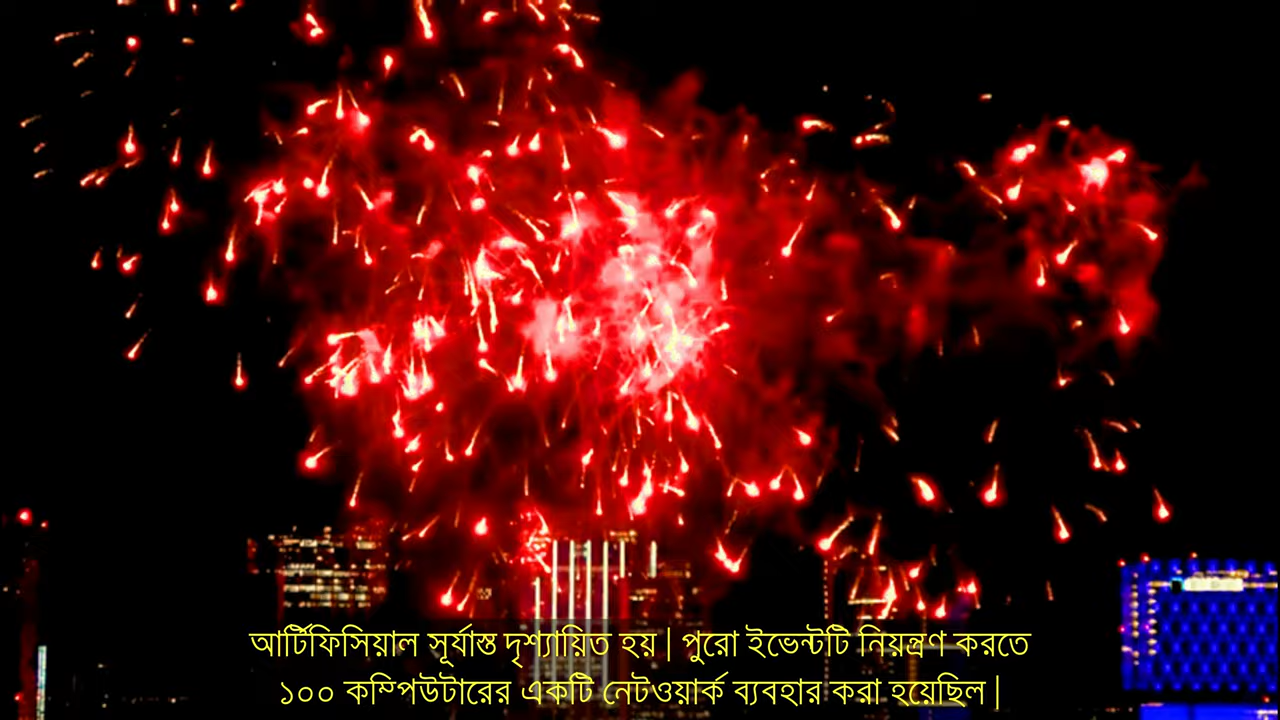 আর্টিফিসিয়াল সূর্যাস্ত দৃশ্যায়িত হয় | পুরো ইভেন্টটি নিয়ন্ত্রণ করতে
১০০ কম্পিউটারের একটি নেটওয়ার্ক ব্যবহার করা হয়েছিল |